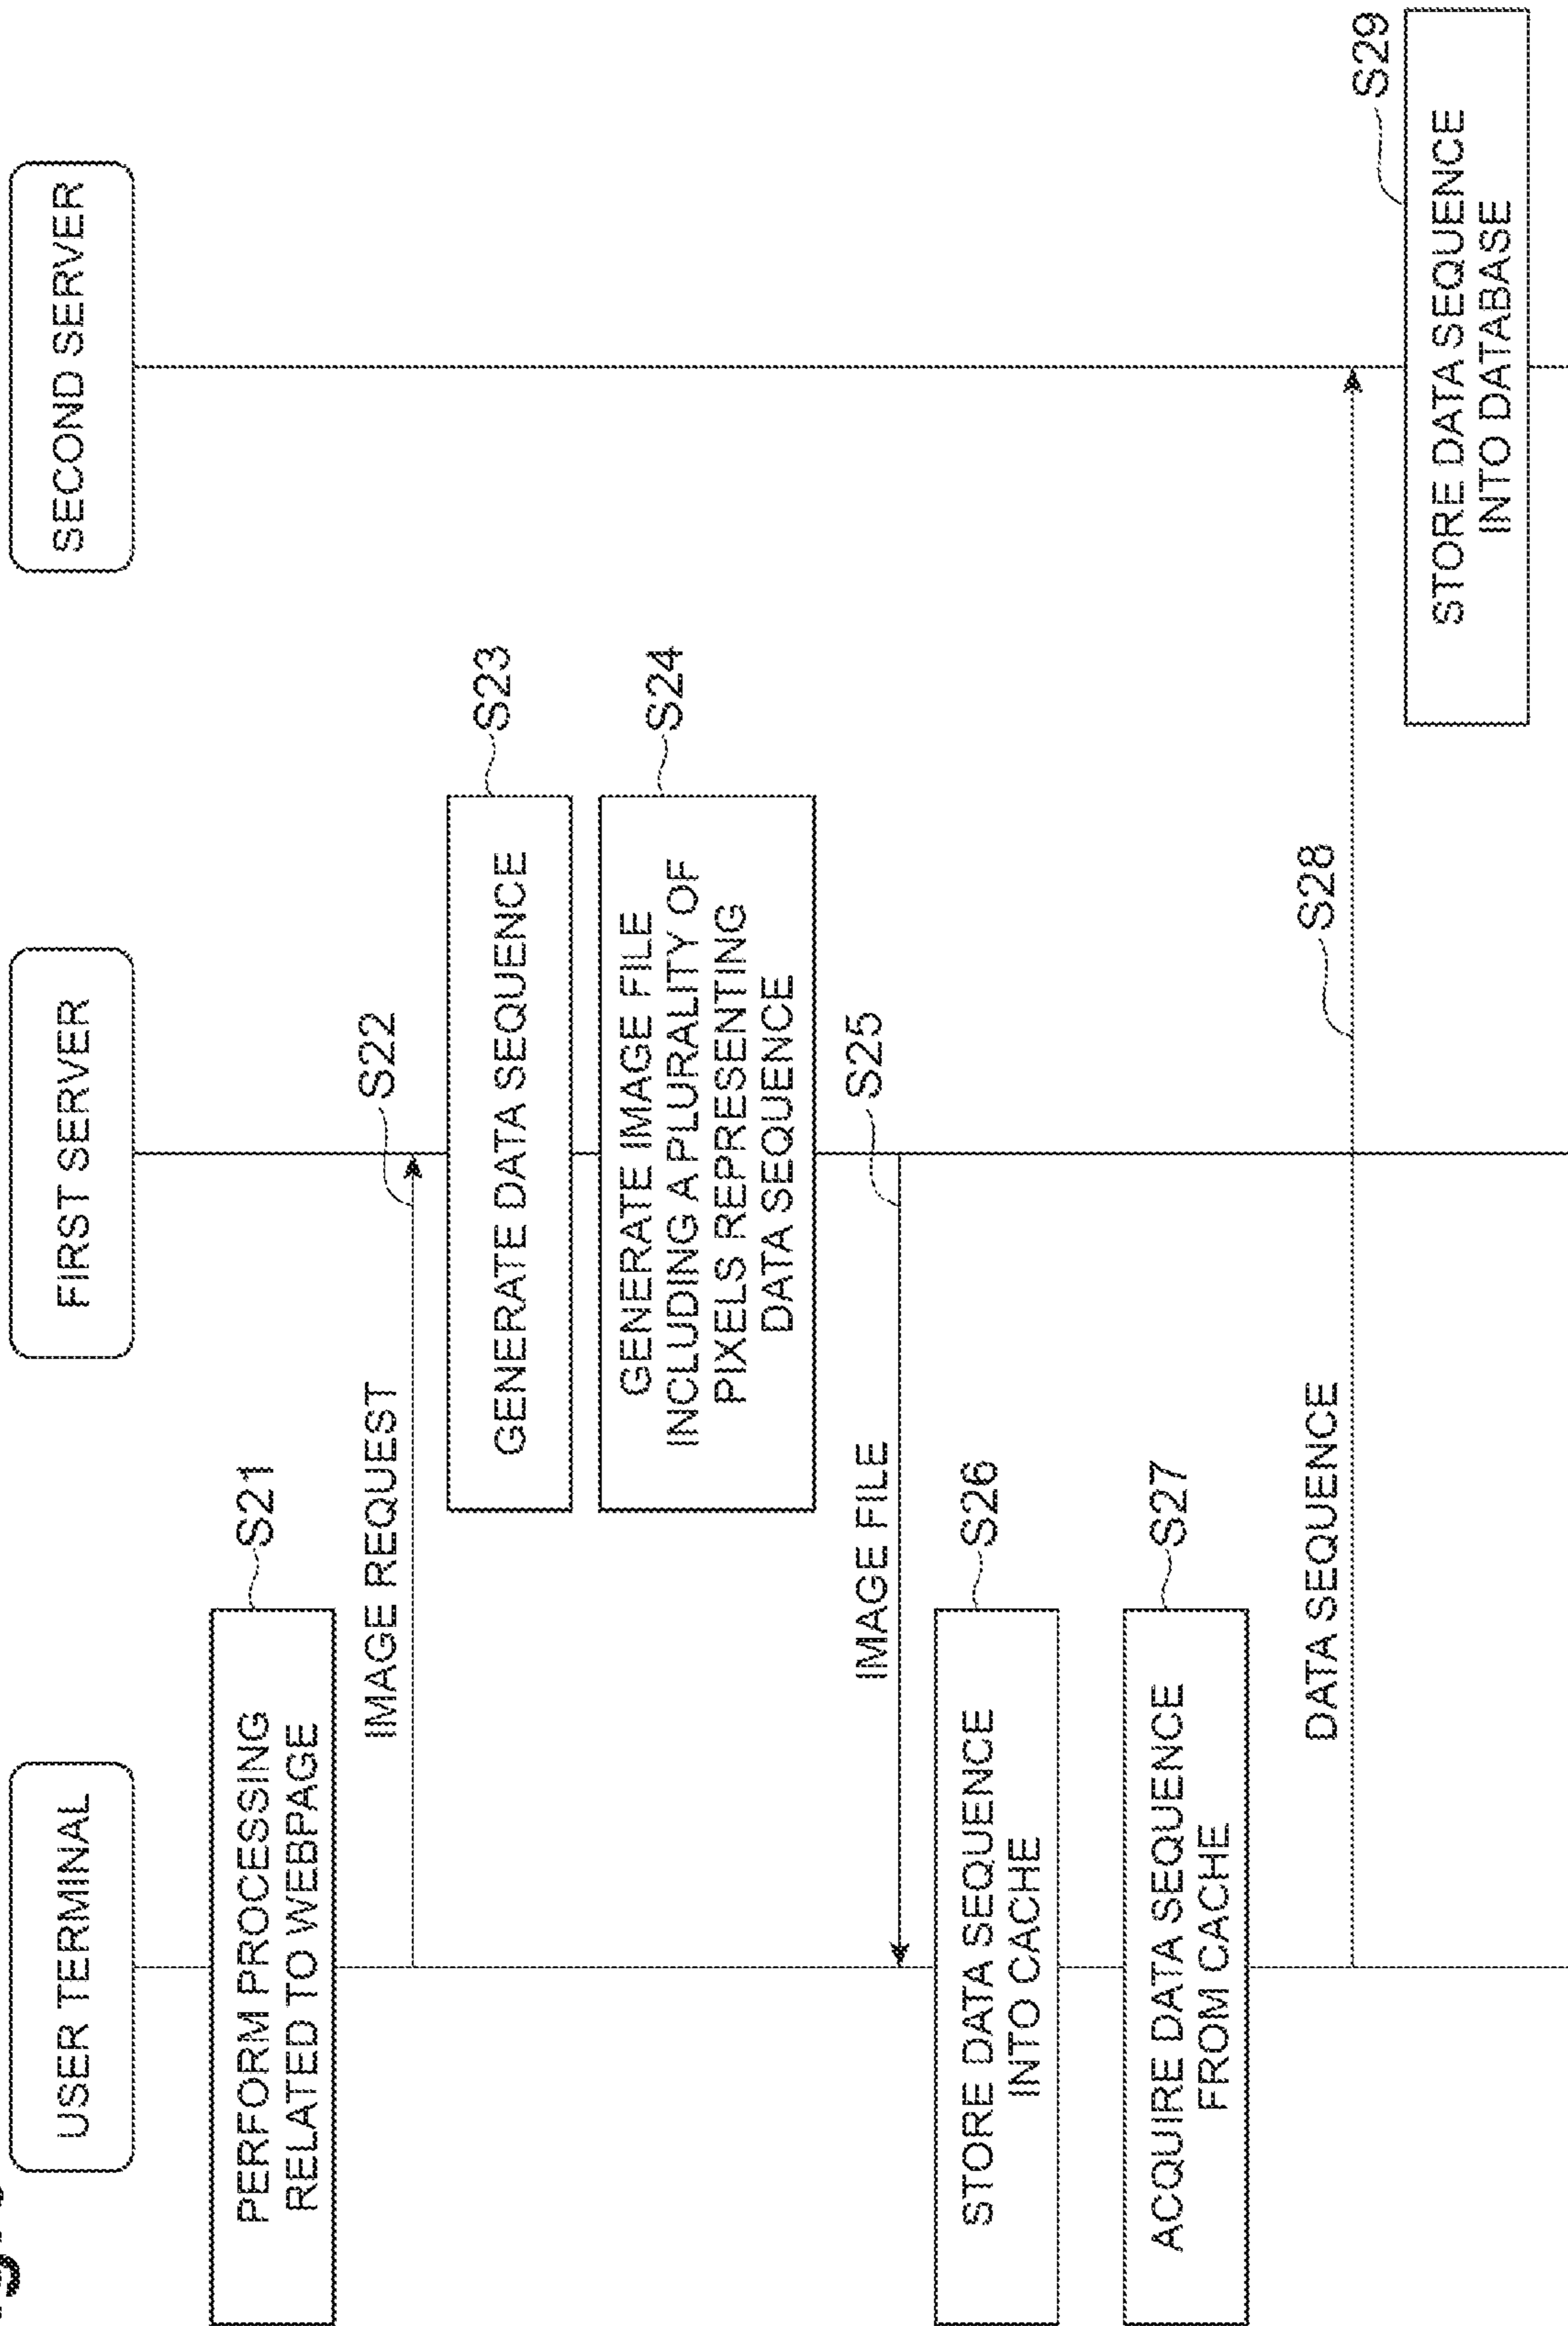 USER TERMINAL
FIRST SERVER
SECOND SERVER
PERFORM PROCESSING
RELATED TO WEBPAGE
S21
IMAGE REQUEST
S22
GENERATE DATA SEQUENCE
S23
GENERATE IMAGE FILE
INCLUDING A PLURALITY OF
PIXELS REPRESENTING
DATA SEQUENCE
S24
IMAGE FILE
S25
STORE DATA SEQUENCE
INTO CACHE
S26
ACQUIRE DATA SEQUENCE
FROM CACHE
S27
DATA SEQUENCE
S28
STORE DATA SEQUENCE
INTO DATABASE
S29